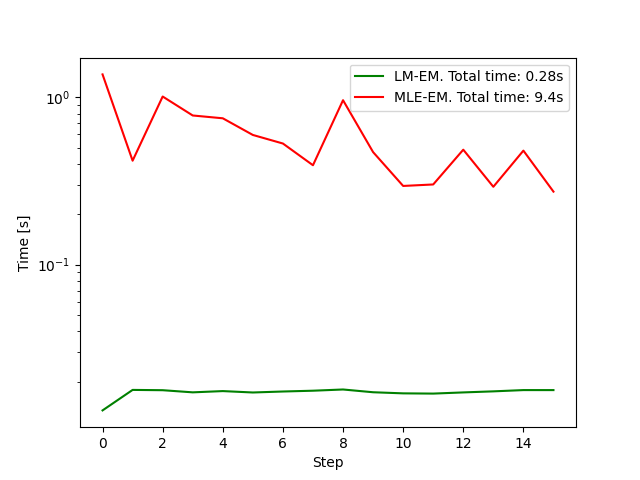 LM-EM. Total time: 0.28s
MLE-EM. Total time: 9.4s
10⁰
10⁻¹
Time [s]
0 2 4 6 8 10 12 14
Step